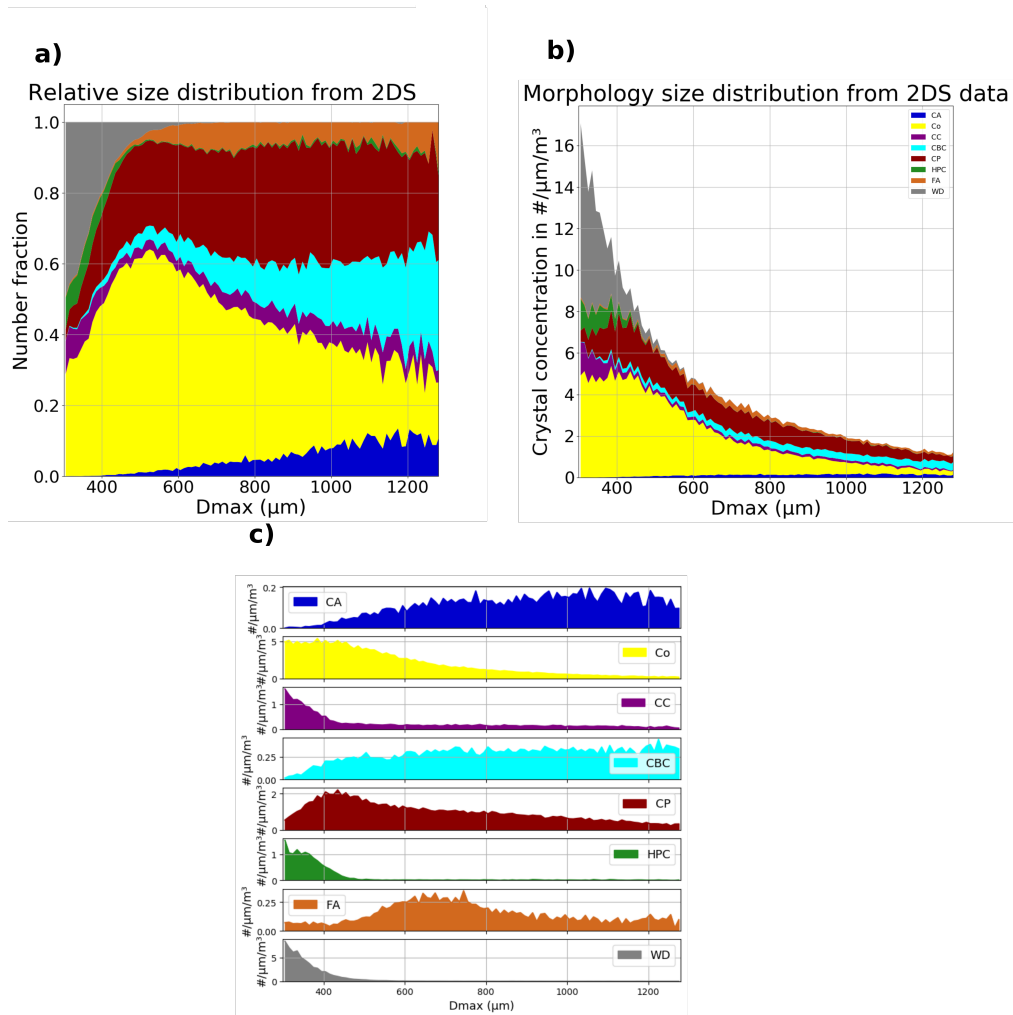 a)
Relative size distribution from 2DS
Number fraction
1.0
0.8
0.6
0.4
0.2
0.0
400 600 800 1000 1200
Dmax (µm)
b)
Morphology size distribution from 2DS data
Crystal concentration in #/µm/m³
16
14
12
10
8
6
4
2
0
CA
Co
CC
CBC
CP
HPC
FA
WD
400 600 800 1000 1200
Dmax (µm)
c)
#/µm/m³
0.2
0.0
CA
#/µm/m³
5
0
Co
#/µm/m³
1
0
CC
#/µm/m³
0.25
0.00
CBC
#/µm/m³
2
0
CP
#/µm/m³
1
0
HPC
#/µm/m³
0.25
0.00
FA
#/µm/m³
5
0
WD
400 600 800 1000 1200
Dmax (µm)